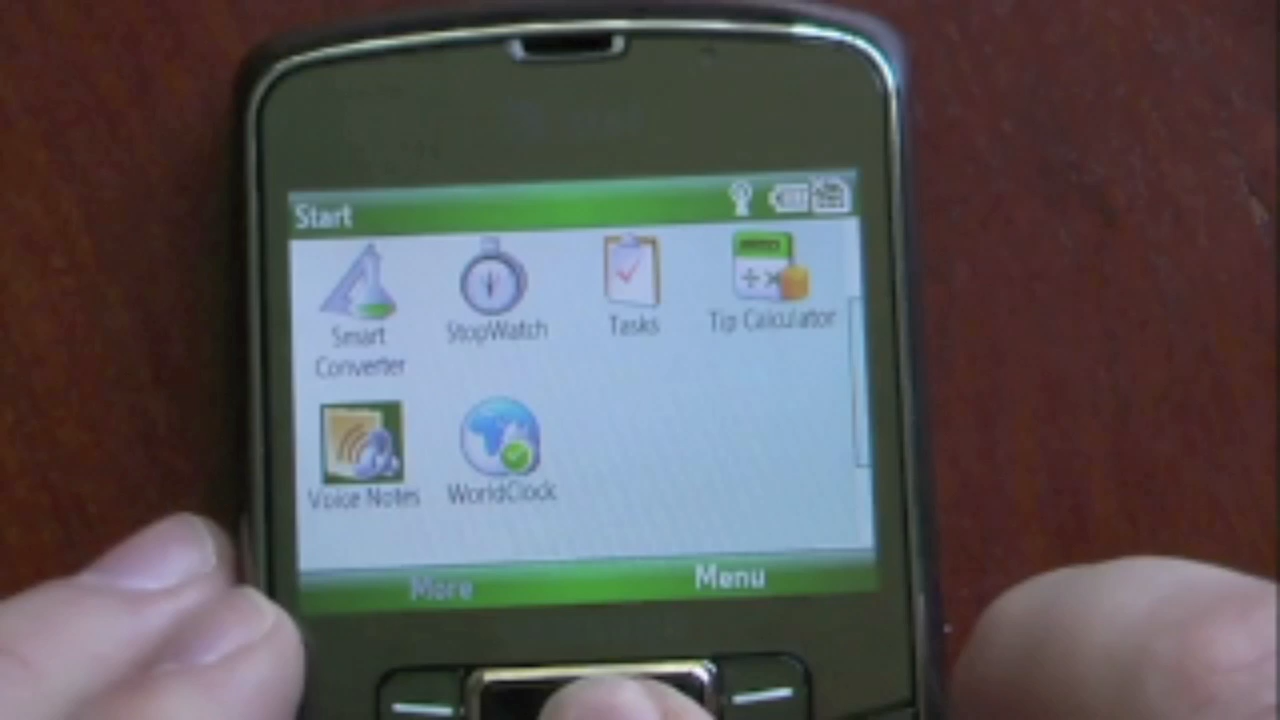 Start
Smart
Converter
StopWatch
Tasks
Tip Calculator
Voice Notes
WorldClock
More
Menu